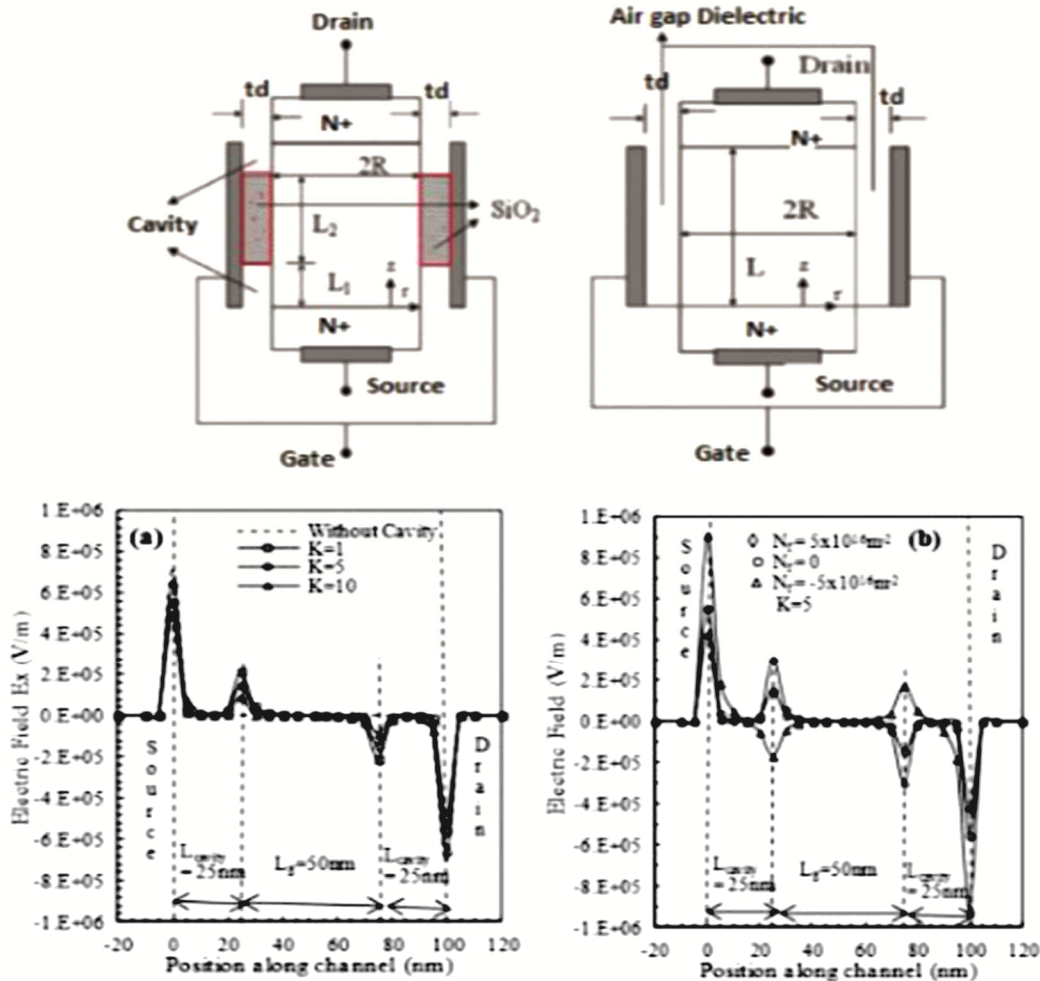 Drain
td
td
N+
2R
Cavity
SiO₂
L₂
L₁
z
r
N+
Source
Gate
Air gap Dielectric
Drain
td
td
N+
2R
L
z
r
N+
Source
Gate
(a)
Without Cavity
K=1
K=5
K=10
Electric Field Ex (V/m)
1.E+06
8.E+05
6.E+05
4.E+05
2.E+05
0.E+00
-2.E+05
-4.E+05
-6.E+05
-8.E+05
-1.E+06
Source
Drain
Lcavity
= 25nm
Lg=50nm
Lcavity
= 25nm
-20 0 20 40 60 80 100 120
Position along channel (nm)
(b)
Nf= 5x10¹⁶m⁻²
Nf= 0
Nf= -5x10¹⁶m⁻²
K=5
Electric Field (V/m)
1.E+06
8.E+05
6.E+05
4.E+05
2.E+05
0.E+00
-2.E+05
-4.E+05
-6.E+05
-8.E+05
-1.E+06
Source
Drain
Lcavity
= 25nm
Lg=50nm
Lcavity
= 25nm
-20 0 20 40 60 80 100 120
Position along channel (nm)